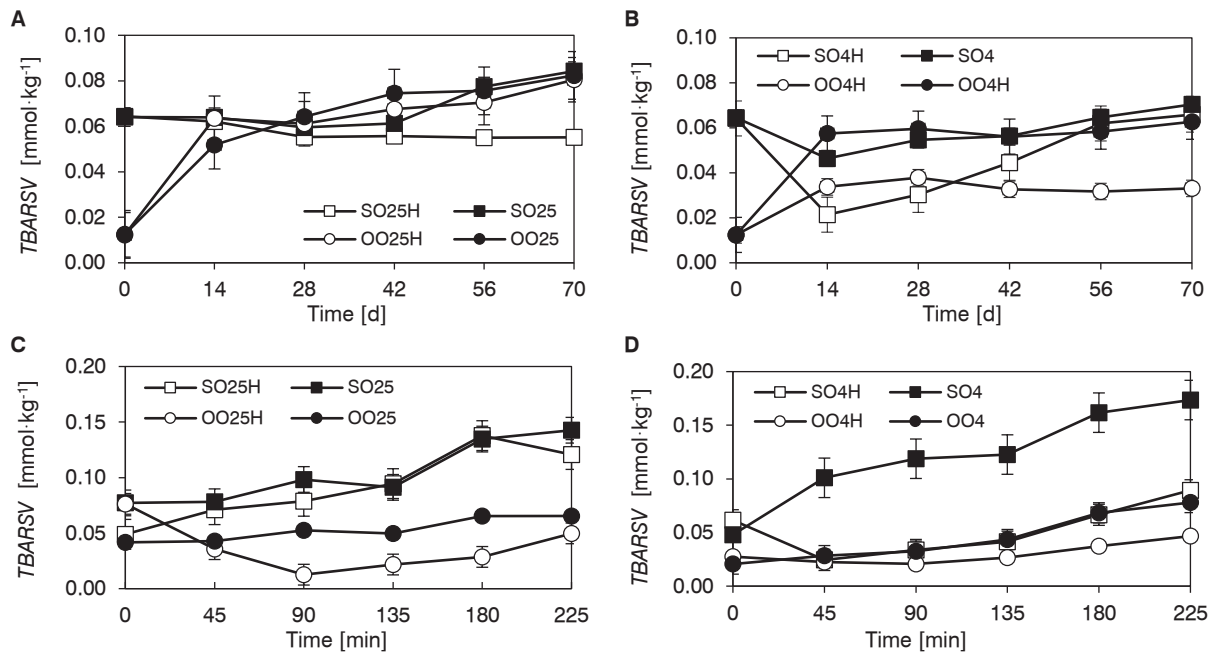 A
TBARSV [mmol·kg⁻¹]
0.10
0.08
0.06
0.04
0.02
0.00
SO25H SO25
OO25H OO25
0 14 28 42 56 70
Time [d]
B
TBARSV [mmol·kg⁻¹]
0.10
0.08
0.06
0.04
0.02
0.00
SO4H SO4
OO4H OO4H
0 14 28 42 56 70
Time [d]
C
TBARSV [mmol·kg⁻¹]
0.20
0.15
0.10
0.05
0.00
SO25H SO25
OO25H OO25
0 45 90 135 180 225
Time [min]
D
TBARSV [mmol·kg⁻¹]
0.20
0.15
0.10
0.05
0.00
SO4H SO4
OO4H OO4
0 45 90 135 180 225
Time [min]